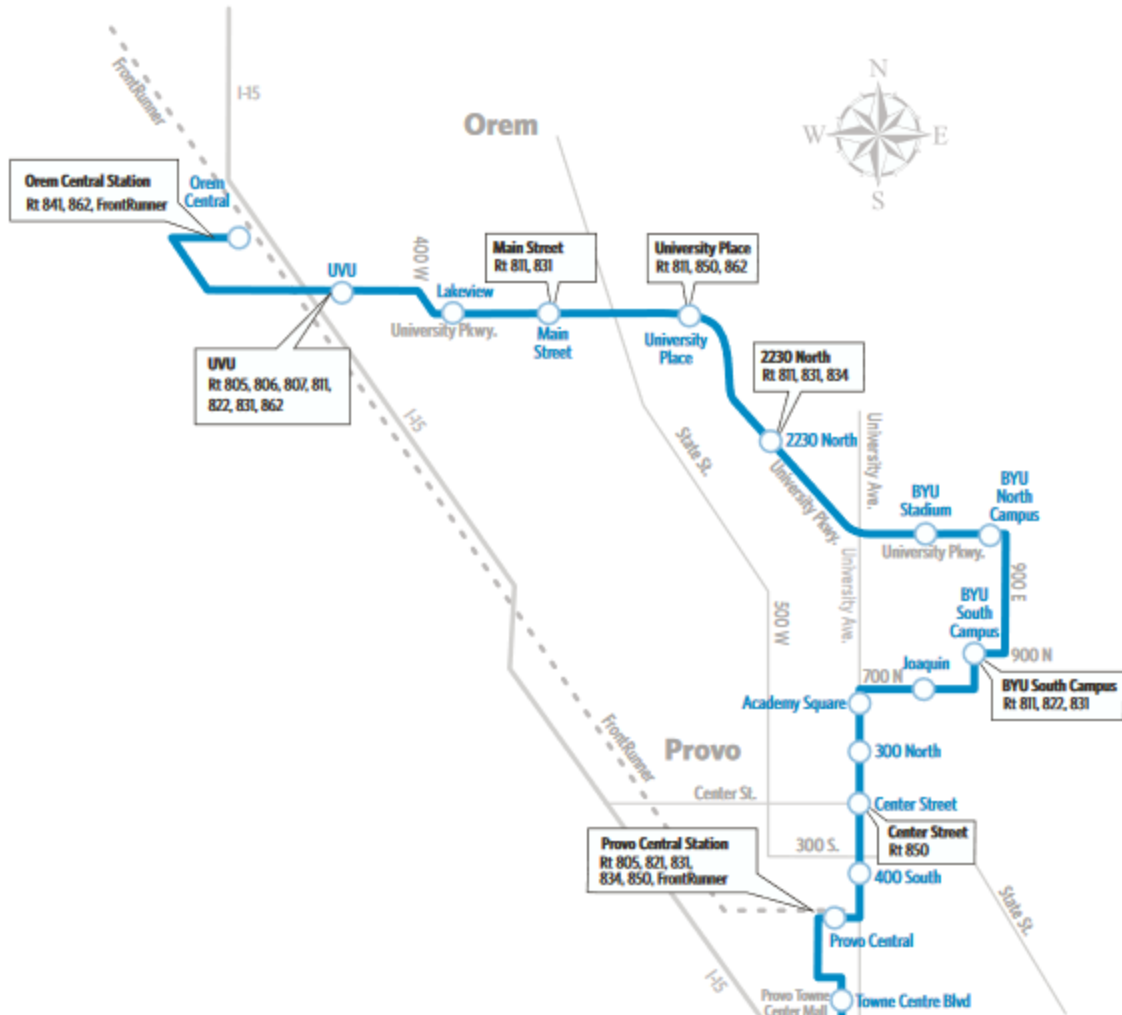 FrontRunner
I-15
Orem
N
W
E
S
Orem Central Station
Rt 841, 862, FrontRunner
Orem
Central
400 W
Main Street
Rt 811, 831
University Place
Rt 811, 850, 862
UVU
Lakeview
University Pkwy.
Main
Street
University
Place
UVU
Rt 805, 806, 807, 811,
822, 831, 862
2230 North
Rt 811, 831, 834
I-15
State St.
2230 North
University Pkwy.
University Ave.
BYU
Stadium
BYU
North
Campus
University Pkwy.
University Ave.
900 E
500 W
BYU
South
Campus
900 N
Joaquin
700 N
BYU South Campus
Rt 811, 822, 831
Academy Square
FrontRunner
Provo
300 North
Center St.
Center Street
Center Street
Rt 850
Provo Central Station
Rt 805, 821, 831,
834, 850, FrontRunner
300 S.
400 South
State St.
Provo Central
I-15
Provo Towne
Center Mall
Towne Centre Blvd